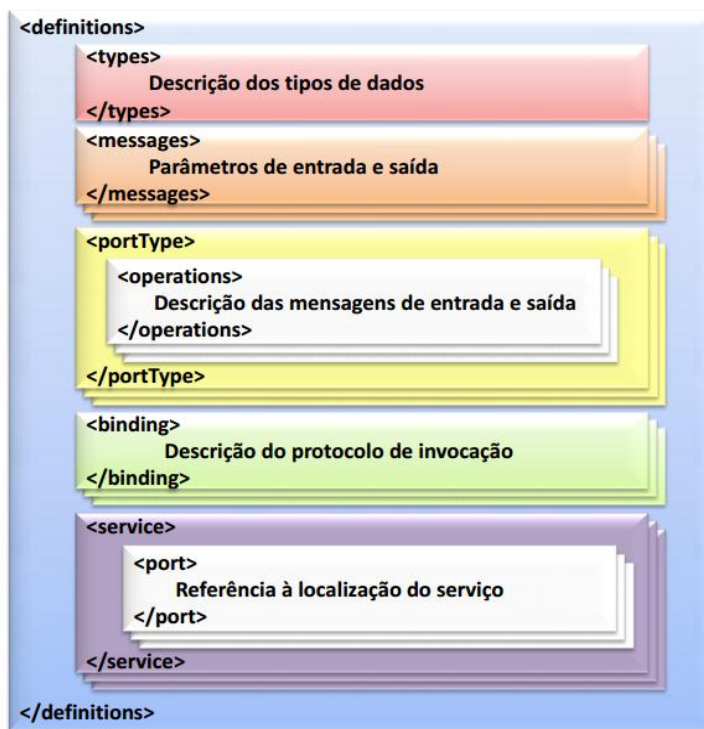 <definitions>
<types>
Descrição dos tipos de dados
</types>
<messages>
Parâmetros de entrada e saída
</messages>
<portType>
<operations>
Descrição das mensagens de entrada e saída
</operations>
</portType>
<binding>
Descrição do protocolo de invocação
</binding>
<service>
<port>
Referência à localização do serviço
</port>
</service>
</definitions>